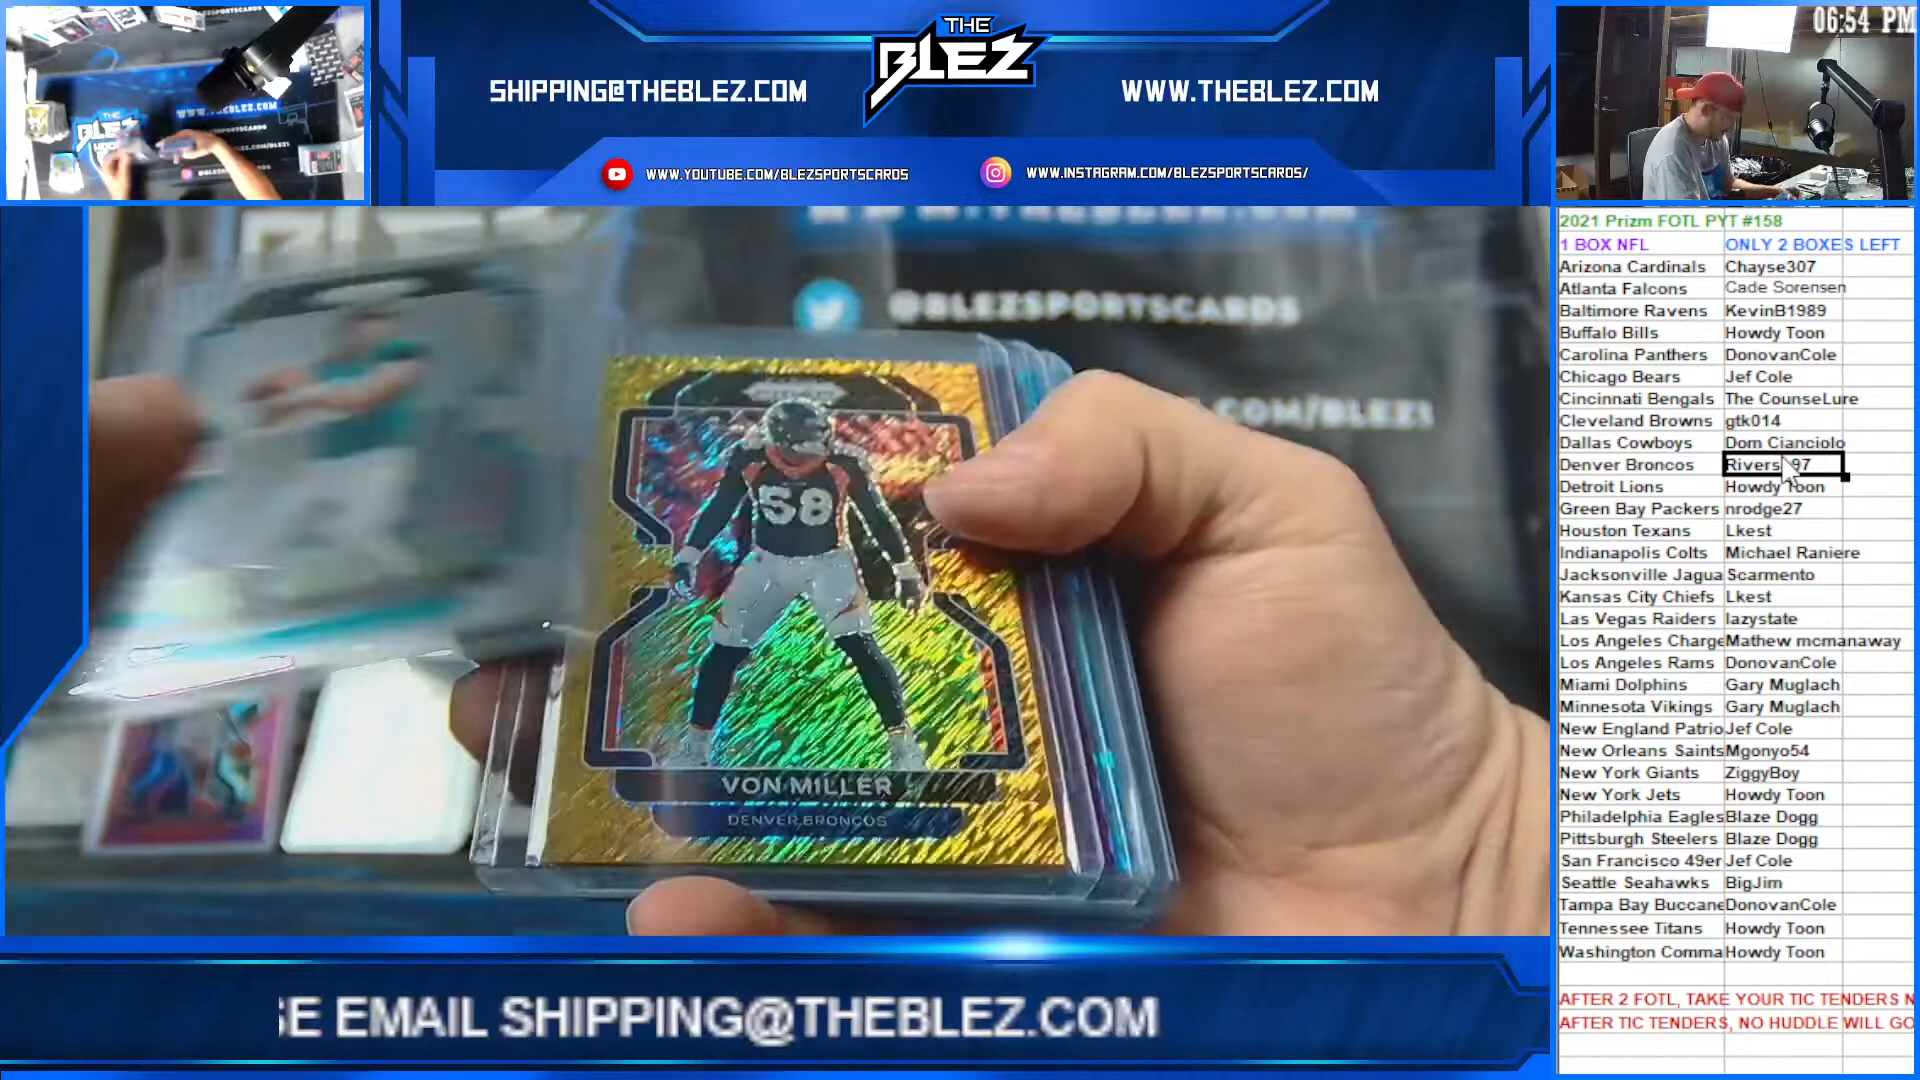 06:54 PM
THE
BLEZ
SHIPPING@THEBLEZ.COM
WWW.THEBLEZ.COM
WWW.YOUTUBE.COM/BLEZSPORTSCARDS
WWW.INSTAGRAM.COM/BLEZSPORTSCARDS/
@BLEZSPORTSCARDS
.COM/BLEZ1
58
VON MILLER
DENVER BRONCOS
SE EMAIL SHIPPING@THEBLEZ.COM
2021 Prizm FOTL PYT #158
1 BOX NFL ONLY 2 BOXES LEFT
Arizona Cardinals Chayse307
Atlanta Falcons Cade Sorensen
Baltimore Ravens KevinB1989
Buffalo Bills Howdy Toon
Carolina Panthers DonovanCole
Chicago Bears Jef Cole
Cincinnati Bengals The CounseLure
Cleveland Browns gtk014
Dallas Cowboys Dom Cianciolo
Denver Broncos
Detroit Lions Howdy Toon
Green Bay Packers nrodge27
Houston Texans Lkest
Indianapolis Colts Michael Raniere
Jacksonville Jagua Scarmento
Kansas City Chiefs Lkest
Las Vegas Raiders lazystate
Los Angeles Charge Mathew mcmanaway
Los Angeles Rams DonovanCole
Miami Dolphins Gary Muglach
Minnesota Vikings Gary Muglach
New England Patrio Jef Cole
New Orleans Saints Mgonyo54
New York Giants ZiggyBoy
New York Jets Howdy Toon
Philadelphia Eagles Blaze Dogg
Pittsburgh Steelers Blaze Dogg
San Francisco 49er Jef Cole
Seattle Seahawks BigJim
Tampa Bay Buccane DonovanCole
Tennessee Titans Howdy Toon
Washington Comma Howdy Toon
AFTER 2 FOTL, TAKE YOUR TIC TENDERS N
AFTER TIC TENDERS, NO HUDDLE WILL GO